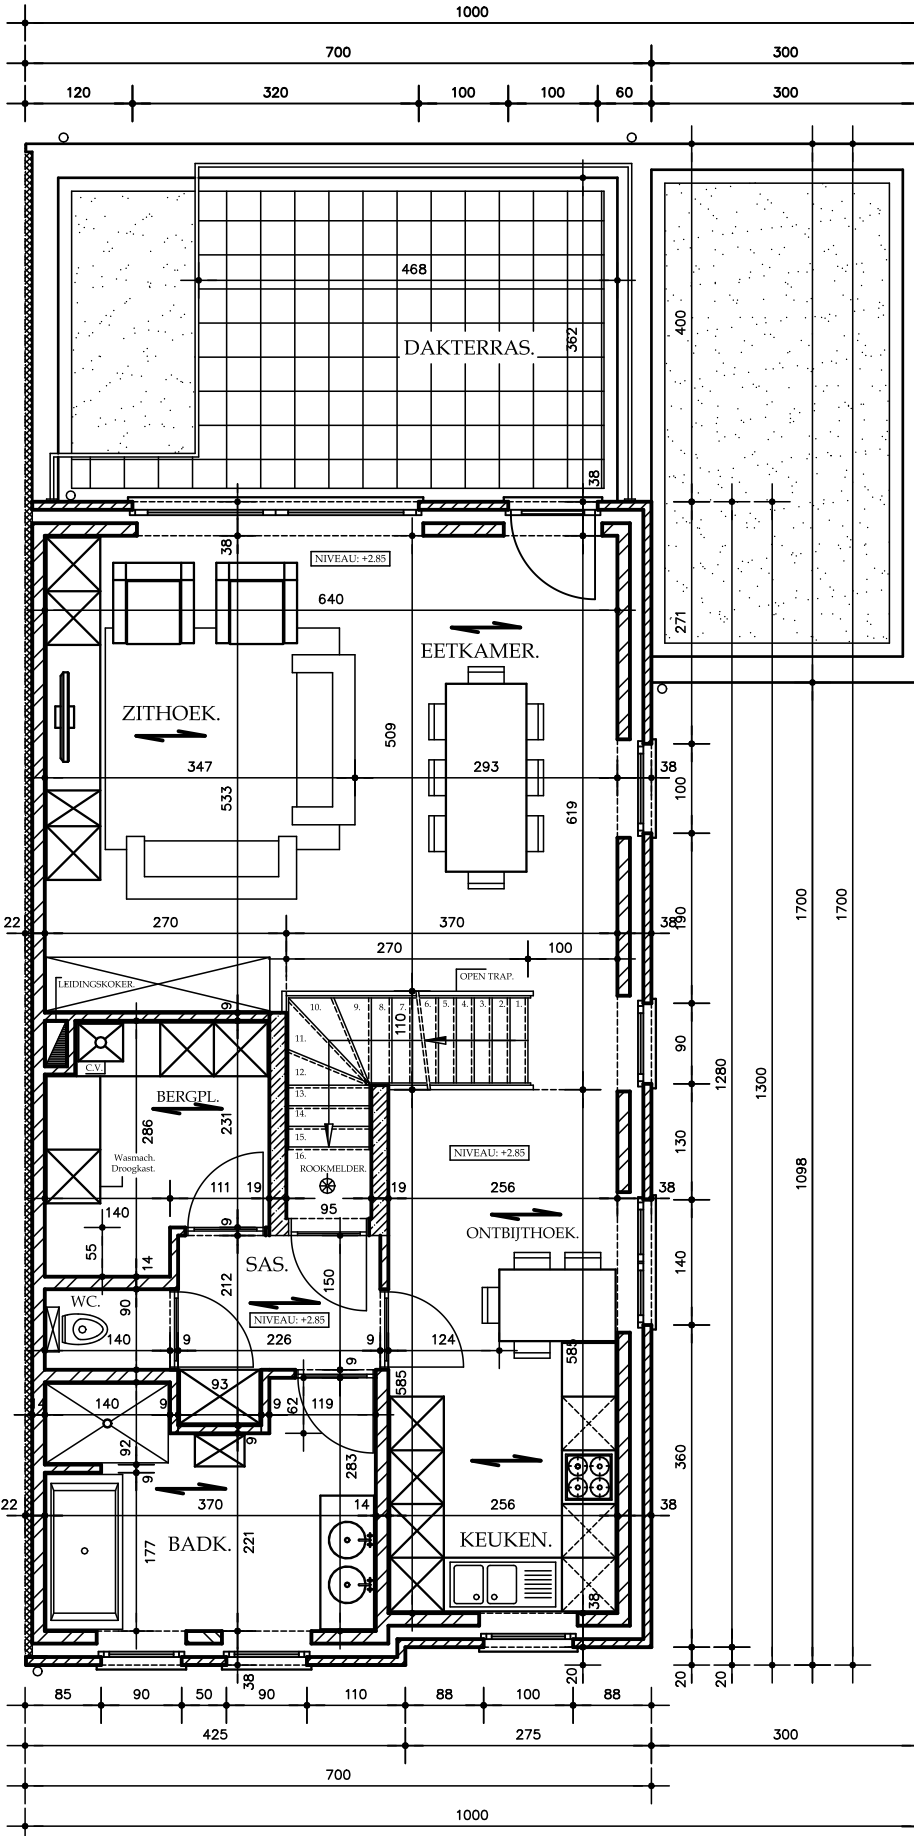 1000
700 300
120 320 100 100 60 300
468
DAKTERRAS.
362
400
38
38
NIVEAU: +2.85
640
271
EETKAMER.
ZITHOEK.
509
347 293 38
533
619
100
190
1700
1700
22 270 370 38
270 100
LEIDINGSKOKER.
OPEN TRAP.
9
110
10. 9. 8. 7. 6. 5. 4. 3. 2. 1.
11.
12.
13.
14.
15.
16.
C.V.
90
1280
1300
BERGPL.
286
231
130
1098
NIVEAU: +2.85
Wasmach.
Droogkast.
ROOKMELDER.
111 19 19 256 38
95
140
9
ONTBIJTHOEK.
55
14
SAS.
212
150
140
WC.
90
NIVEAU: +2.85
140 9 226 9 124
9
585
585
93
14 140 9 9 119
62
92
9
9
283
360
22 370 14 256 38
BADK.
177
221
KEUKEN.
38
38
20
20
20
85 90 50 90 110 88 100 88
425 275 300
700
1000